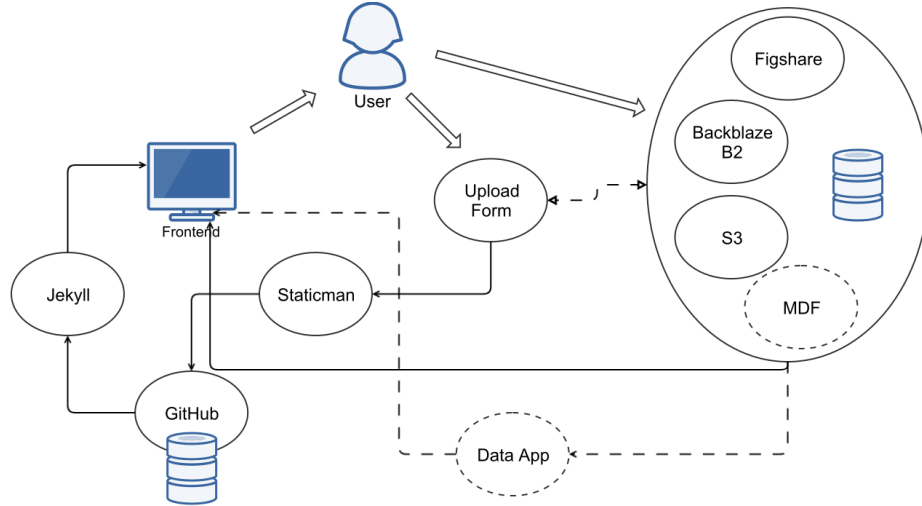 Figshare
User
Backblaze
B2
Upload
Form
Frontend
S3
Jekyll
Staticman
MDF
GitHub
Data App